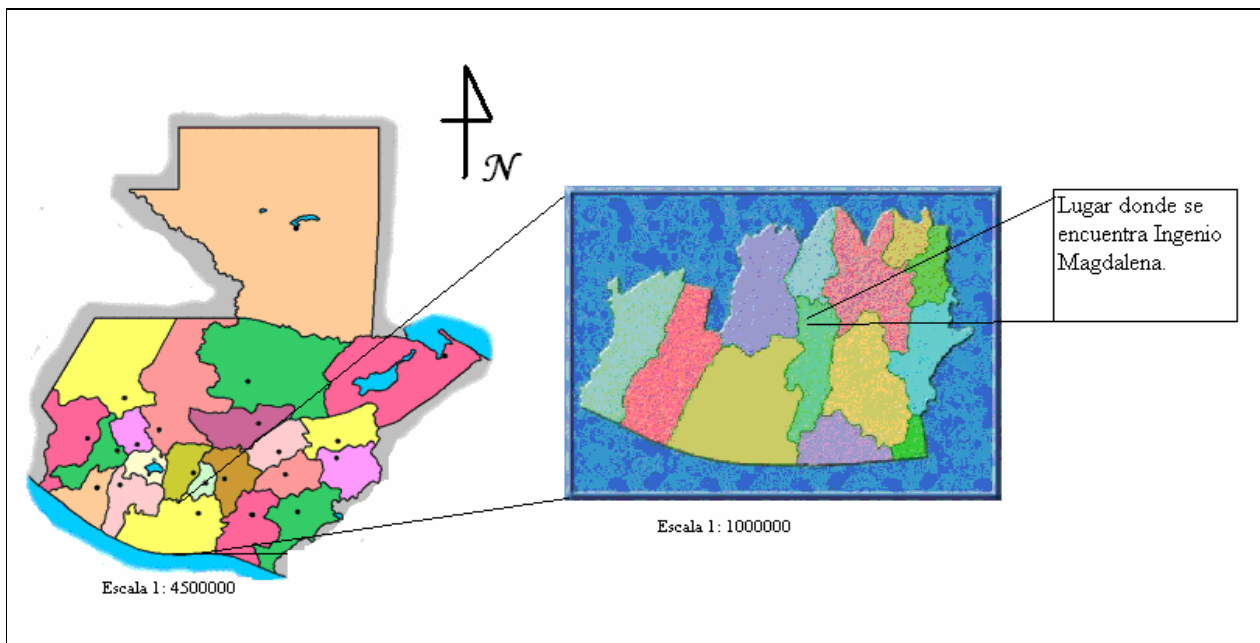 N
Lugar donde se
encuentra Ingenio
Magdalena.
Escala 1: 1000000
Escala 1: 4500000